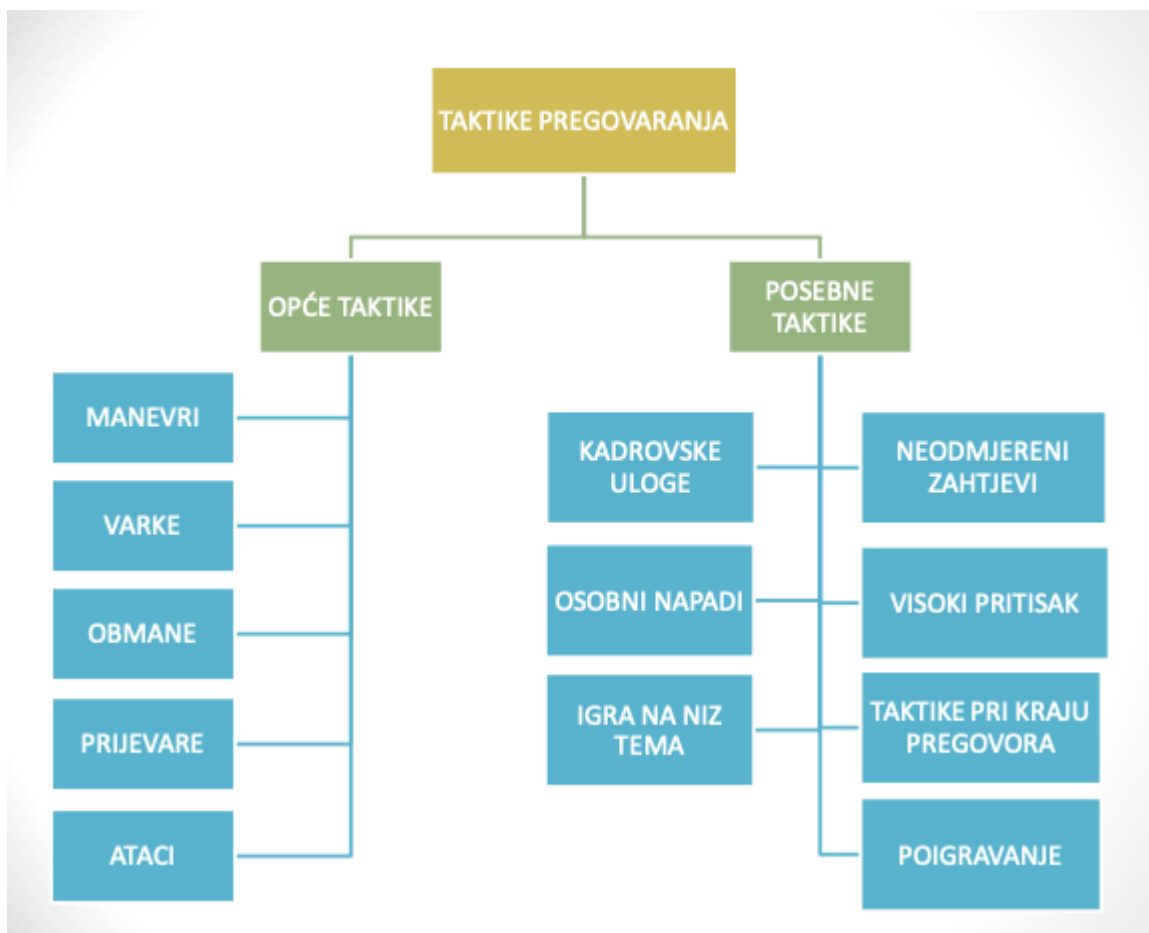 TAKTIKE PREGOVARANJA
OPĆE TAKTIKE
MANEVRI
VARKE
OBMANE
PRIJEVARE
ATACI
POSEBNE
TAKTIKE
KADROVSKE
ULOGE
OSOBNI NAPADI
IGRA NA NIZ
TEMA
NEODMJERENI
ZAHTJEVI
VISOKI PRITISAK
TAKTIKE PRI KRAJU
PREGOVORA
POIGRAVANJE